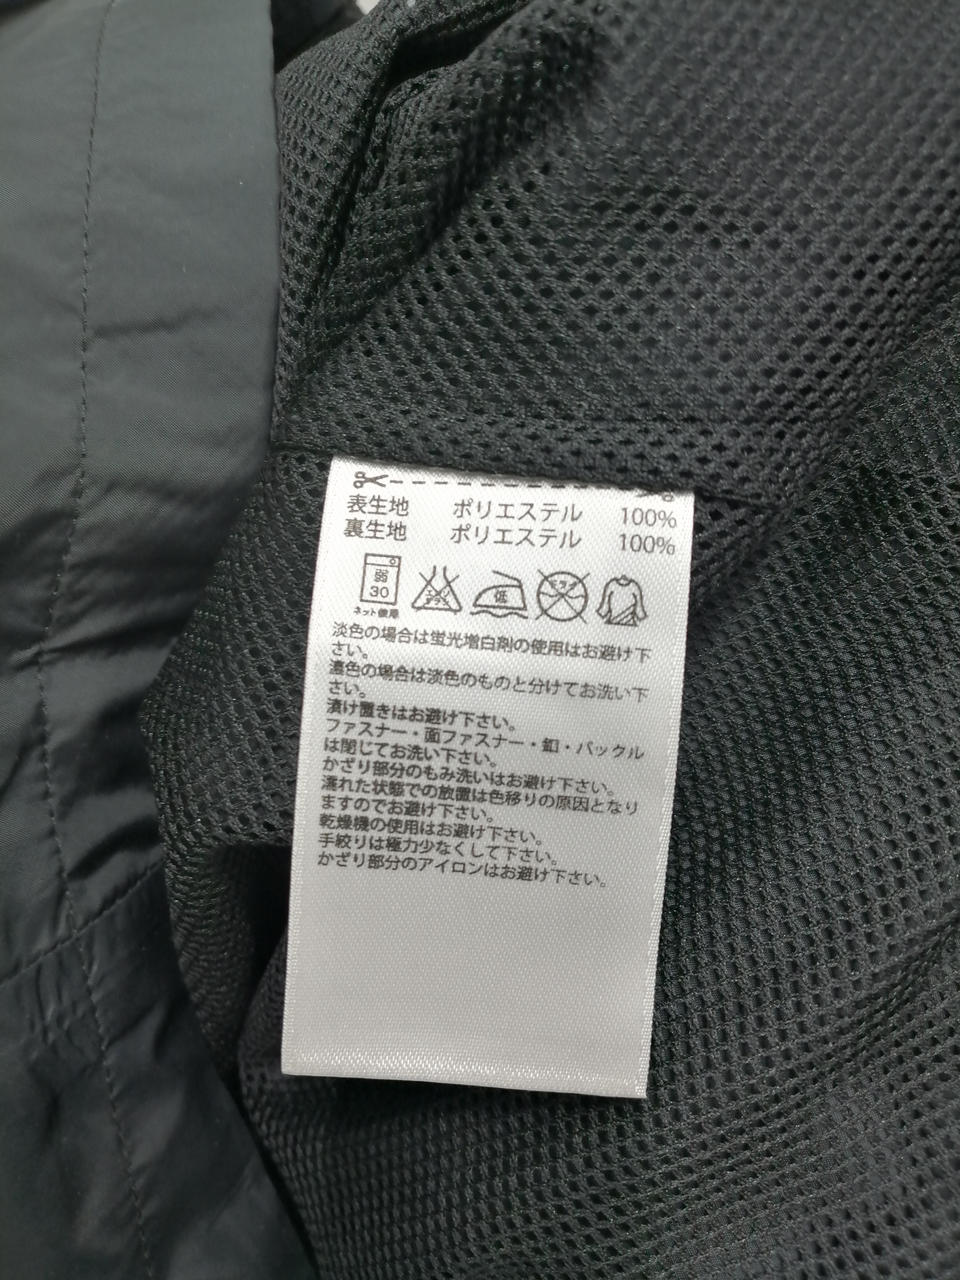 表生地 ポリエステル 100%
裏生地 ポリエステル 100%
弱
30
ネット使用
エンソ
サラシ
低
ドライ
淡色の場合は蛍光増白剤の使用はお避け下
さい。
濃色の場合は淡色のものと分けてお洗い下
さい。
漬け置きはお避け下さい。
ファスナー・面ファスナー・釦・バックル
は閉じてお洗い下さい。
かざり部分のもみ洗いはお避け下さい。
濡れた状態での放置は色移りの原因となり
ますのでお避け下さい。
乾燥機の使用はお避け下さい。
手絞りは極力少なくして下さい。
かざり部分のアイロンはお避け下さい。